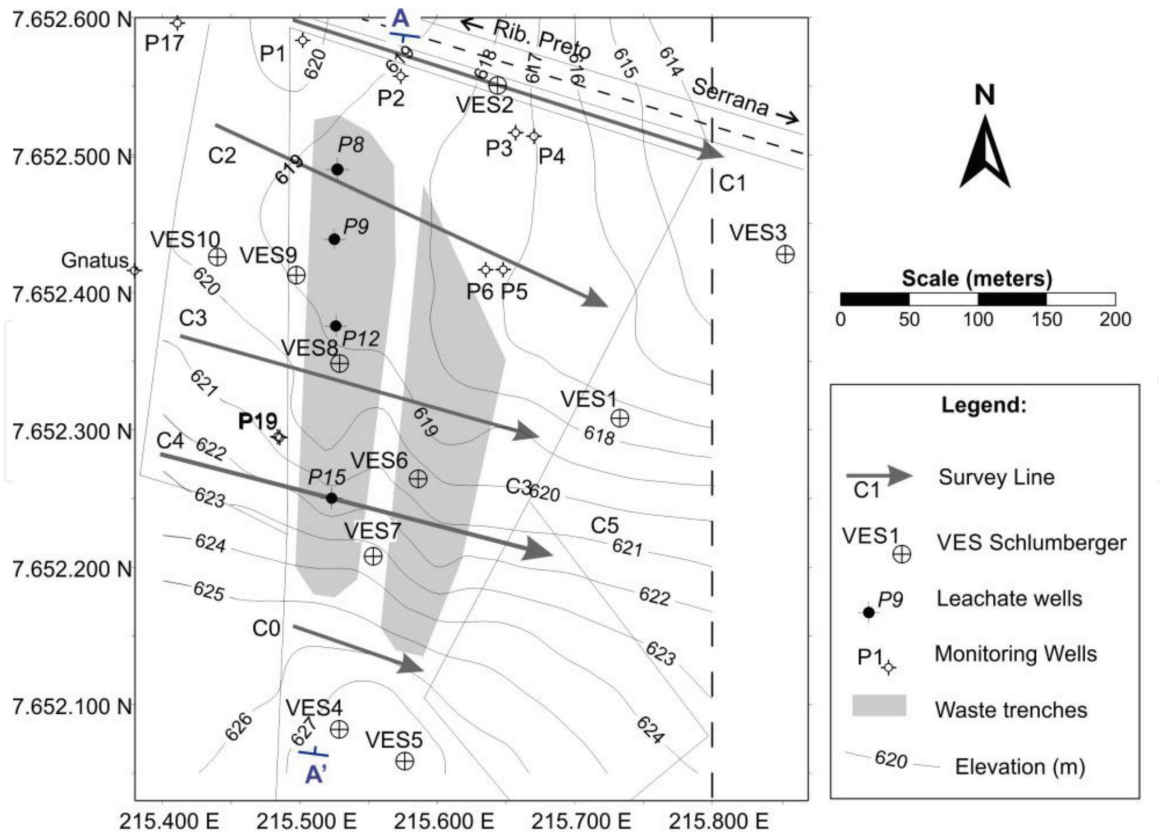 7.652.600 N
A
Rib. Preto
P17
P1
620
619
618
617
616
615
614
P2
VES2
Serrana
P3
P4
7.652.500 N
C2
P8
619
C1
N
P9
VES10
VES9
VES3
Gnatus
620
P6 P5
7.652.400 N
Scale (meters)
0 50 100 150 200
C3
P12
VES8
621
619
VES1
P19
618
7.652.300 N
C4
622
P15
VES6
C3
620
623
VES7
C5
621
624
7.652.200 N
625
622
C0
623
7.652.100 N
626
627
VES4
VES5
624
A'
215.400 E 215.500 E 215.600 E 215.700 E 215.800 E
Legend:
C1
Survey Line
VES1
VES Schlumberger
P9
Leachate wells
P1
Monitoring Wells
Waste trenches
620
Elevation (m)